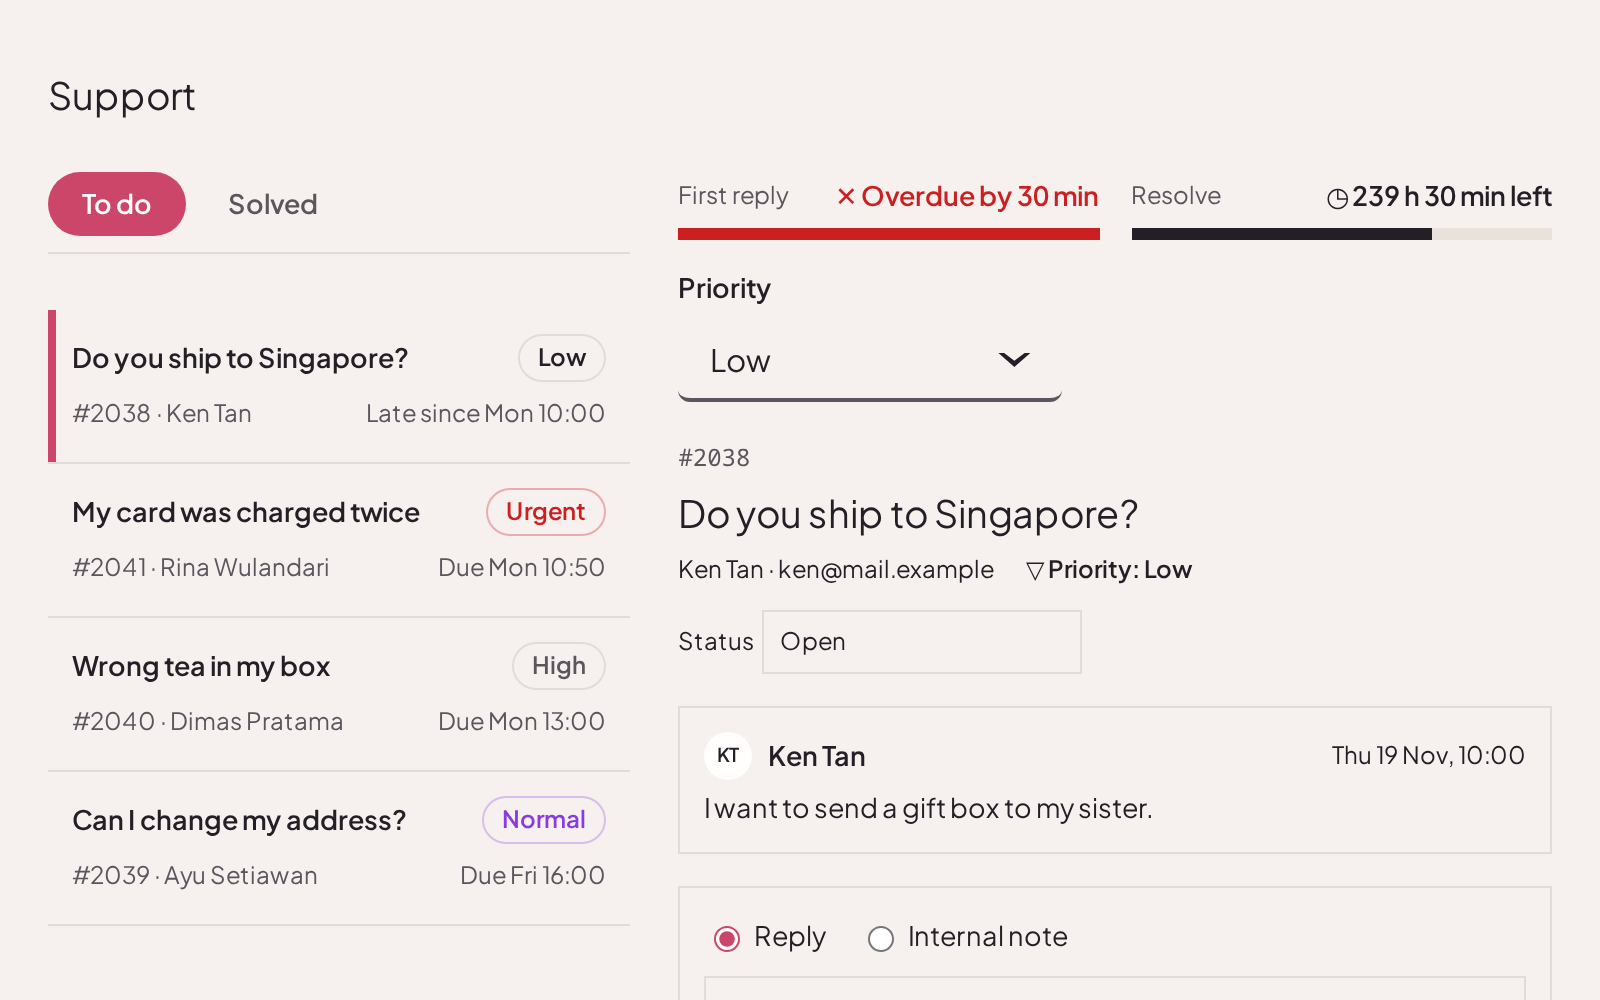 Support
To do
Solved
Do you ship to Singapore?
Low
#2038 · Ken Tan
Late since Mon 10:00
My card was charged twice
Urgent
#2041 · Rina Wulandari
Due Mon 10:50
Wrong tea in my box
High
#2040 · Dimas Pratama
Due Mon 13:00
Can I change my address?
Normal
#2039 · Ayu Setiawan
Due Fri 16:00
First reply
✕ Overdue by 30 min
Resolve
◷ 239 h 30 min left
Priority
Low
#2038
Do you ship to Singapore?
Ken Tan · ken@mail.example
▽ Priority: Low
Status
Open
KT
Ken Tan
Thu 19 Nov, 10:00
I want to send a gift box to my sister.
Reply
Internal note